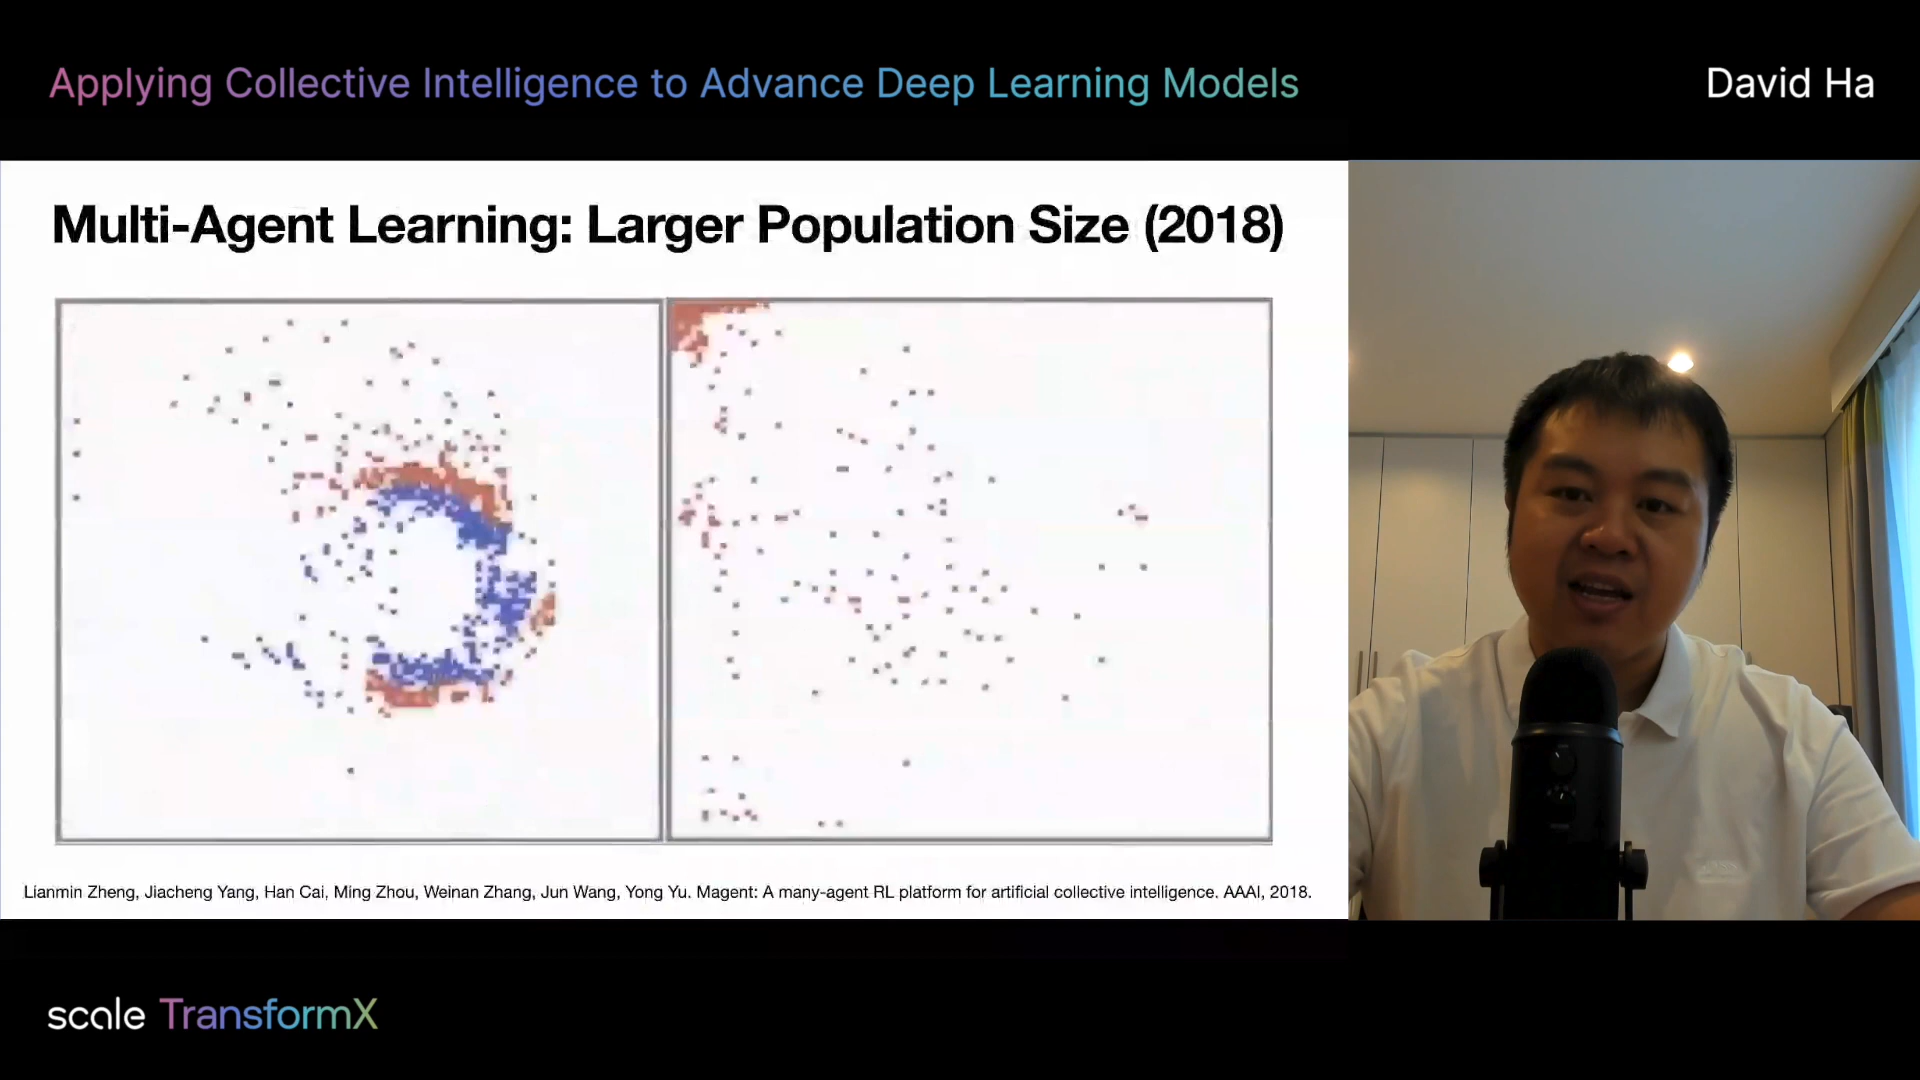 Applying Collective Intelligence to Advance Deep Learning Models
David Ha
Multi-Agent Learning: Larger Population Size (2018)
Lianmin Zheng, Jiacheng Yang, Han Cai, Ming Zhou, Weinan Zhang, Jun Wang, Yong Yu. Magent: A many-agent RL platform for artificial collective intelligence. AAAI, 2018.
scale TransformX